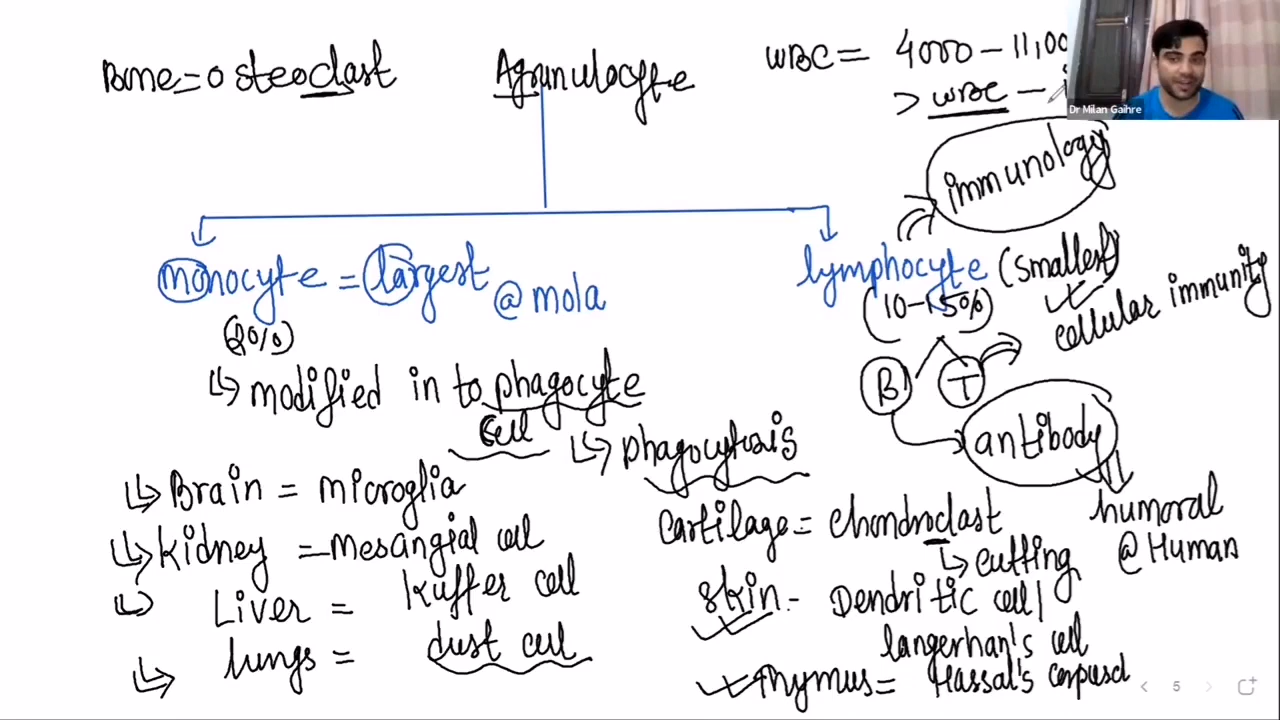 Bone = osteoclast
Agranulocyte
WBC = 4000 - 11,00
> WBC -
Dr Milan Gaihre
immunology
monocyte = largest @ mola
(2%)
lymphocyte (smallest)
(10-15%)
cellular immunity
B T
antibody
humoral
@ Human
modified in to phagocyte
cell
phagocytosis
Brain = microglia
Kidney = mesangial cell
Liver = Kuffer cell
lungs = dust cell
Cartilage = chondroclast
cutting
Skin - Dendritic cell/
langerhan's cell
Thymus = Hassal's corpuscl
5